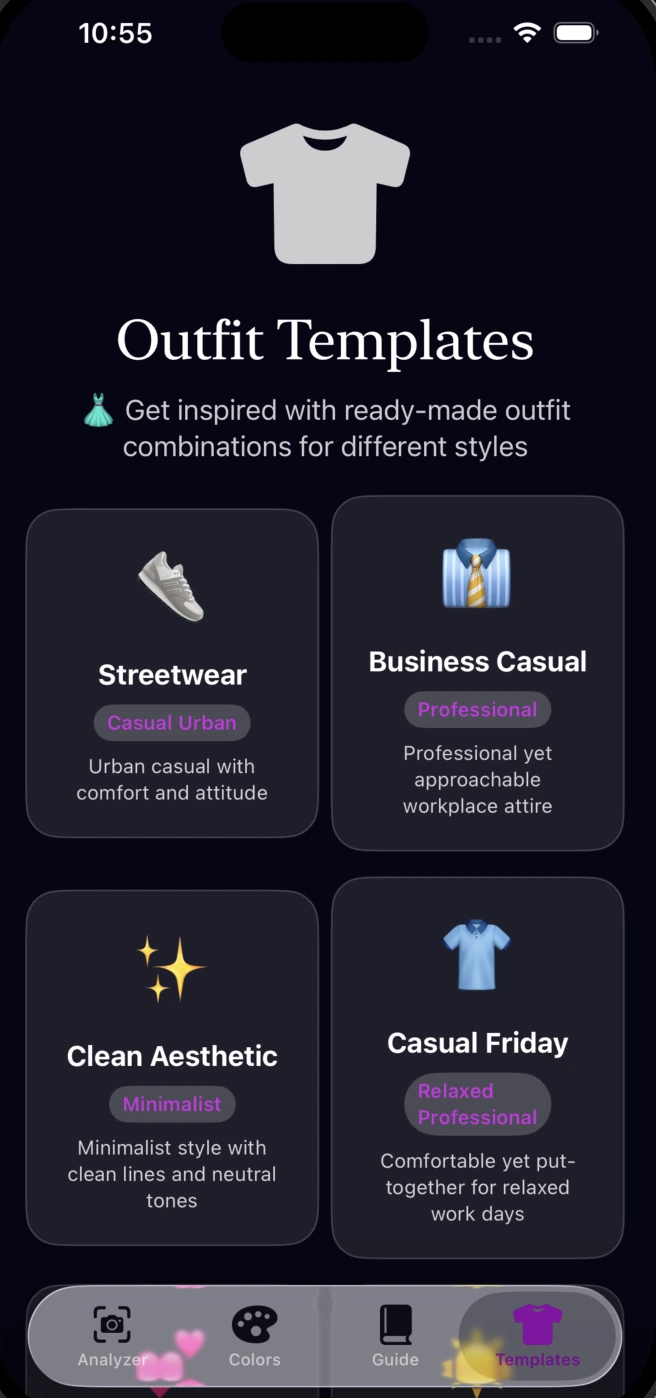 10:55
Outfit Templates
👗 Get inspired with ready-made outfit
combinations for different styles
Streetwear
Casual Urban
Urban casual with
comfort and attitude
Business Casual
Professional
Professional yet
approachable
workplace attire
Clean Aesthetic
Minimalist
Minimalist style with
clean lines and neutral
tones
Casual Friday
Relaxed
Professional
Comfortable yet put-
together for relaxed
work days
Analyzer
Colors
Guide
Templates